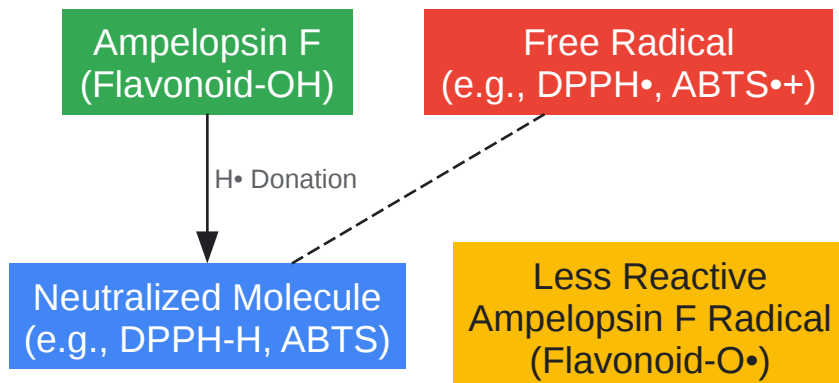 Ampelopsin F
(Flavonoid-OH)
Free Radical
(e.g., DPPH•, ABTS•+)
H• Donation
Neutralized Molecule
(e.g., DPPH-H, ABTS)
Less Reactive
Ampelopsin F Radical
(Flavonoid-O•)